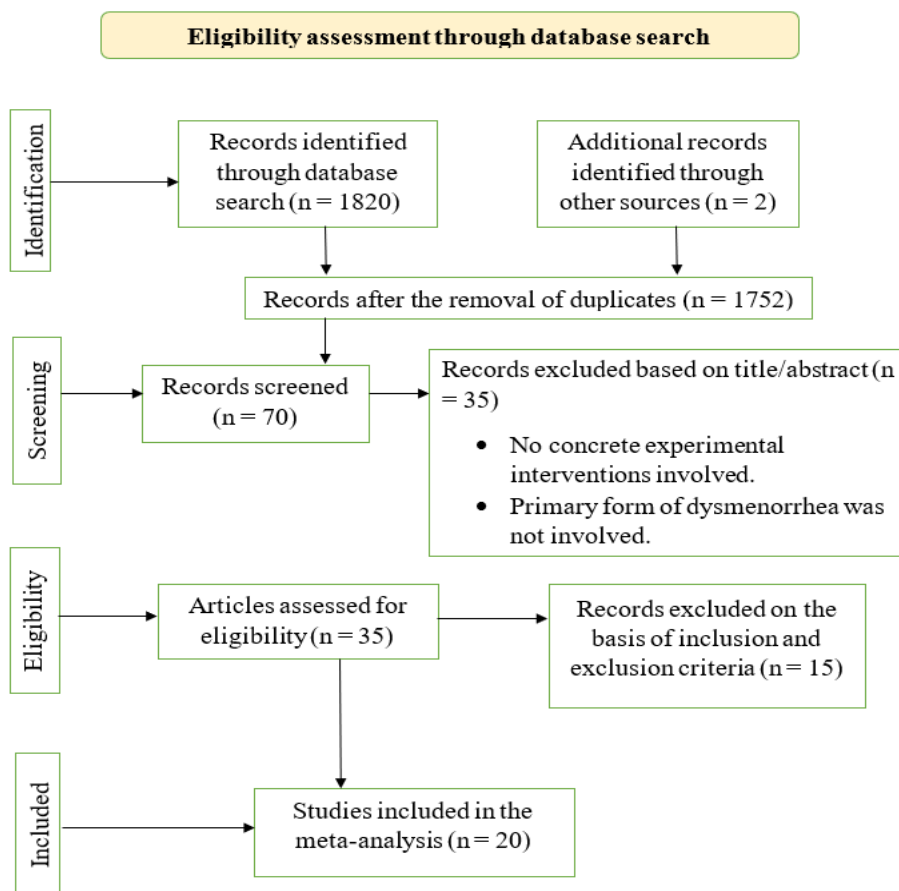 Eligibility assessment through database search
Identification
Records identified
through database
search (n = 1820)
Additional records
identified through
other sources (n = 2)
Records after the removal of duplicates (n = 1752)
Screening
Records screened
(n = 70)
Records excluded based on title/abstract (n
= 35)
• No concrete experimental
interventions involved.
• Primary form of dysmenorrhea was
not involved.
Eligibility
Articles assessed for
eligibility (n = 35)
Records excluded on the
basis of inclusion and
exclusion criteria (n = 15)
Included
Studies included in the
meta-analysis (n = 20)